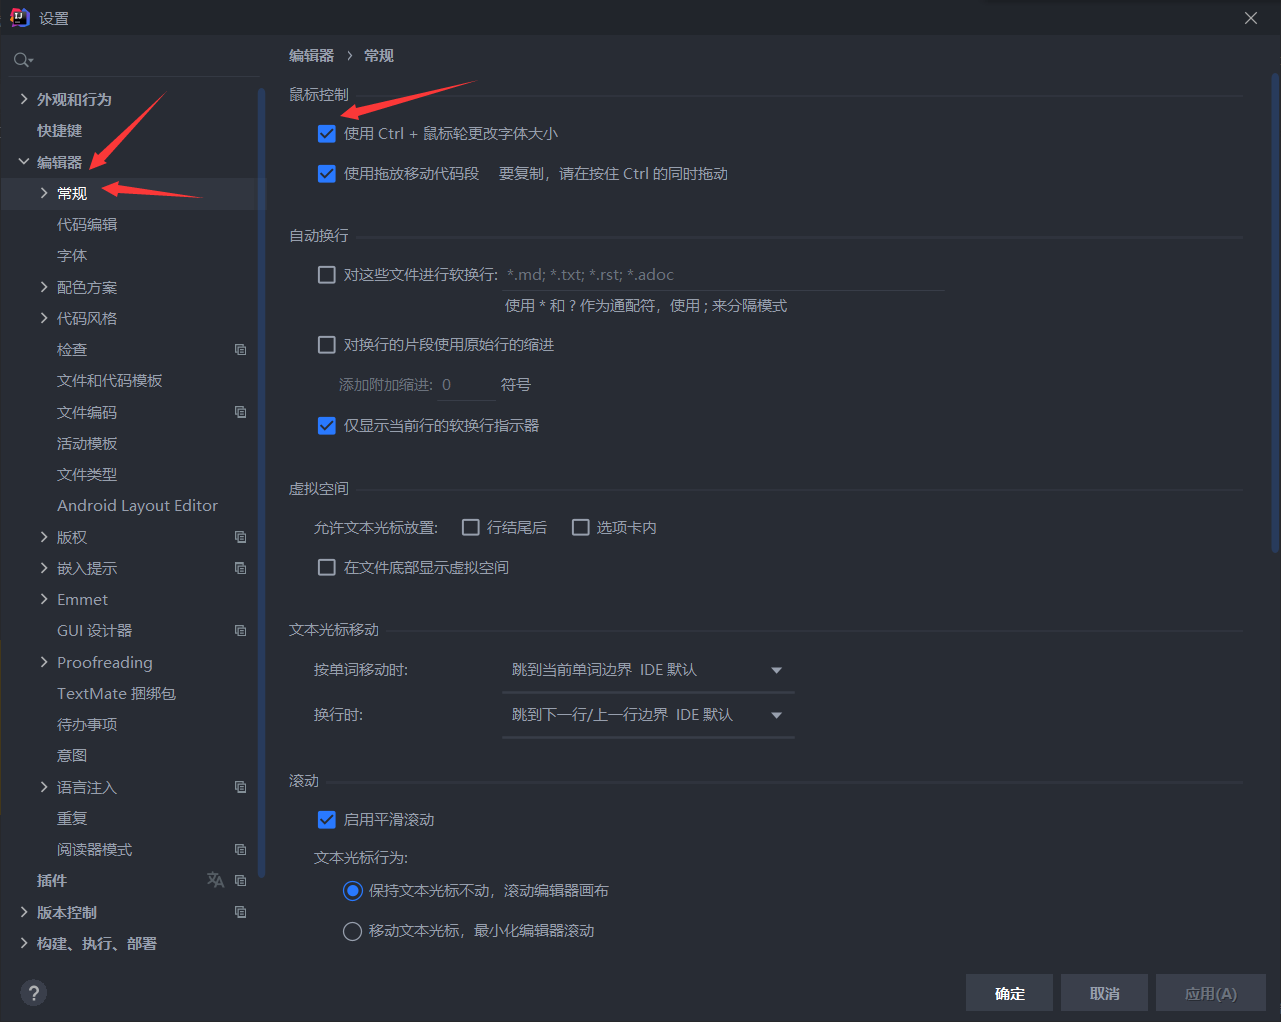 设置
外观和行为
快捷键
编辑器
常规
代码编辑
字体
配色方案
代码风格
检查
文件和代码模板
文件编码
活动模板
文件类型
Android Layout Editor
版权
嵌入提示
Emmet
GUI 设计器
Proofreading
TextMate 捆绑包
待办事项
意图
语言注入
重复
阅读器模式
插件
版本控制
构建、执行、部署
编辑器 › 常规
鼠标控制
使用 Ctrl + 鼠标轮更改字体大小
使用拖放移动代码段 要复制，请在按住 Ctrl 的同时拖动
自动换行
对这些文件进行软换行: *.md; *.txt; *.rst; *.adoc
使用 * 和 ? 作为通配符，使用 ; 来分隔模式
对换行的片段使用原始行的缩进
添加附加缩进: 0 符号
仅显示当前行的软换行指示器
虚拟空间
允许文本光标放置: 行结尾后 选项卡内
在文件底部显示虚拟空间
文本光标移动
按单词移动时: 跳到当前单词边界 IDE 默认
换行时: 跳到下一行/上一行边界 IDE 默认
滚动
启用平滑滚动
文本光标行为:
保持文本光标不动，滚动编辑器画布
移动文本光标，最小化编辑器滚动
?
确定 取消 应用(A)